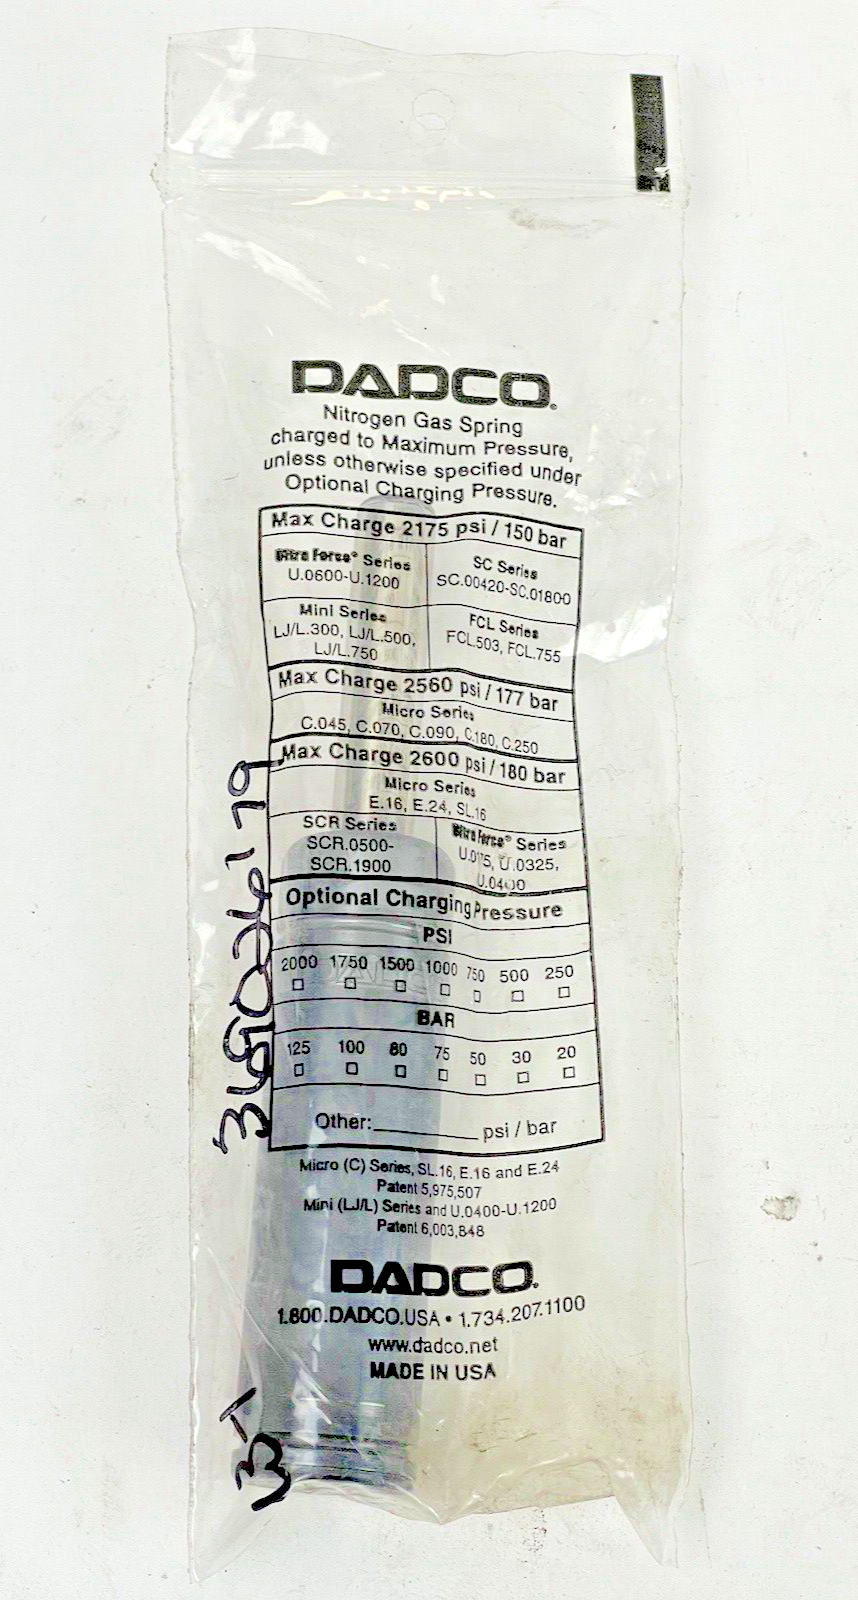 DADCO®
Nitrogen Gas Spring
charged to Maximum Pressure,
unless otherwise specified under
Optional Charging Pressure.
Max Charge 2175 psi / 150 bar
Ultra Force® Series
U.0600-U.1200
SC Series
SC.00420-SC.01800
Mini Series
LJ/L.300, LJ/L.500,
LJ/L.750
FCL Series
FCL503, FCL.755
Max Charge 2560 psi / 177 bar
Micro Series
C.045, C.070, C.090, C.180, C.250
Max Charge 2600 psi / 180 bar
Micro Series
E.16, E.24, SL.16
SCR Series
SCR.0500-
SCR.1900
Ultra Force® Series
U.0175, U.0325,
U.0400
Optional Charging Pressure
PSI
2000 1750 1500 1000 750 500 250
BAR
125 100 80 75 50 30 20
Other: psi / bar
Micro (C) Series, SL.16, E.16 and E.24
Patent 5,975,507
Mini (LJ/L) Series and U.0400-U.1200
Patent 6,003,848
DADCO®
1.800.DADCO.USA • 1.734.207.1100
www.dadco.net
MADE IN USA